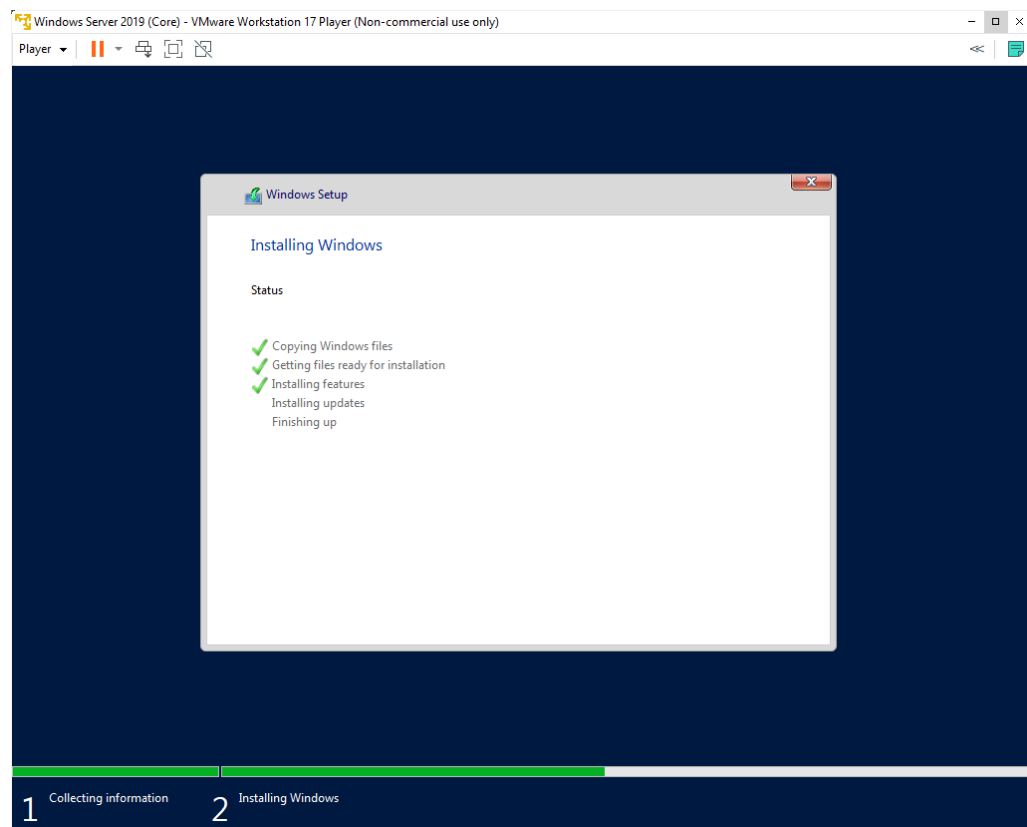 Windows Server 2019 (Core) - VMware Workstation 17 Player (Non-commercial use only)
Player
Windows Setup
Installing Windows
Status
Copying Windows files
Getting files ready for installation
Installing features
Installing updates
Finishing up
1 Collecting information 2 Installing Windows